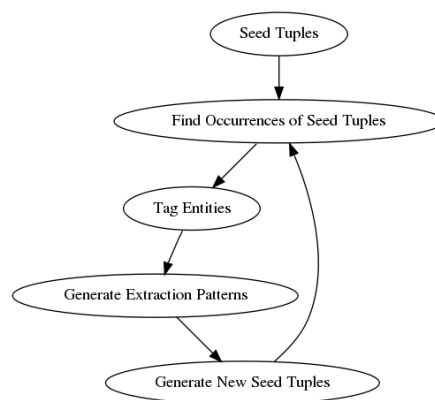 Seed Tuples
Find Occurrences of Seed Tuples
Tag Entities
Generate Extraction Patterns
Generate New Seed Tuples